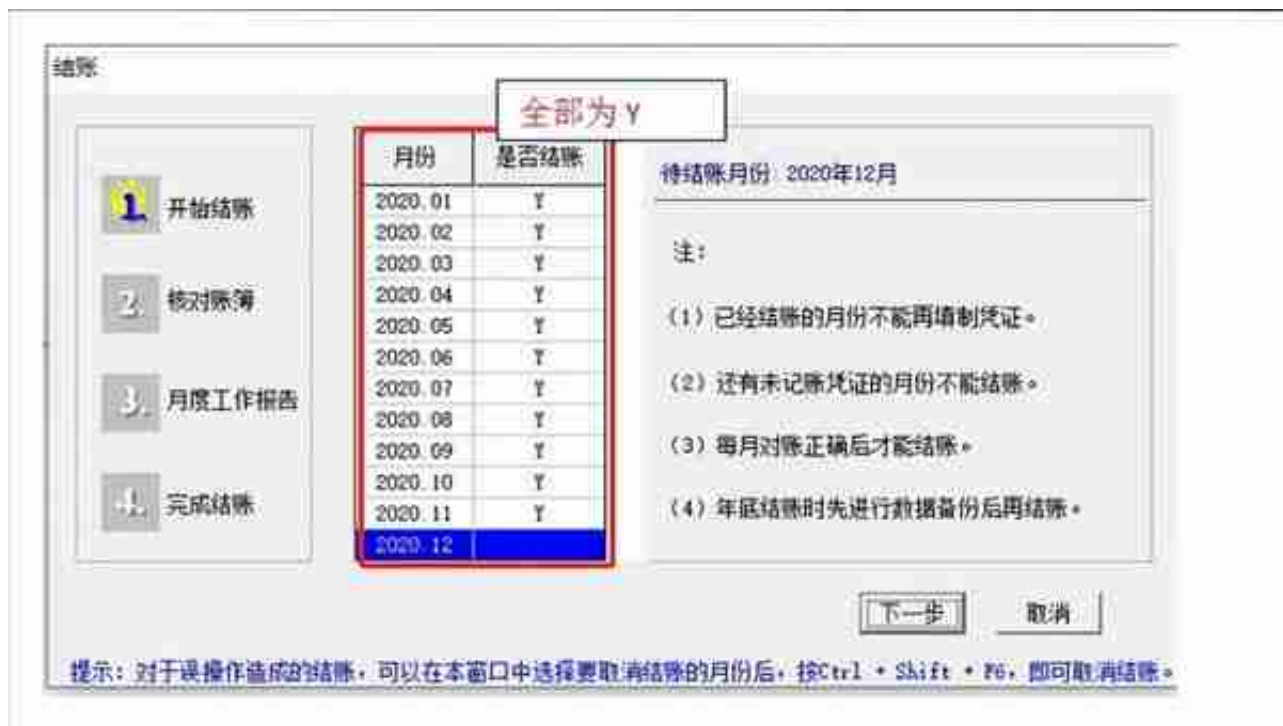 结账
全部为Y
月份 是否结账
2020.01 Y
2020.02 Y
2020.03 Y
2020.04 Y
2020.05 Y
2020.06 Y
2020.07 Y
2020.08 Y
2020.09 Y
2020.10 Y
2020.11 Y
2020.12
1. 开始结账
2. 核对账簿
3. 月度工作报告
4. 完成结账
待结账月份: 2020年12月
注:
(1) 已经结账的月份不能再填制凭证。
(2) 还有未记账凭证的月份不能结账。
(3) 每月对账正确后才能结账。
(4) 年底结账时先进行数据备份后再结账。
下一步
取消
提示: 对于误操作造成的结账, 可以在本窗口中选择要取消结账的月份后, 按Ctrl + Shift + F6, 即可取消结账。